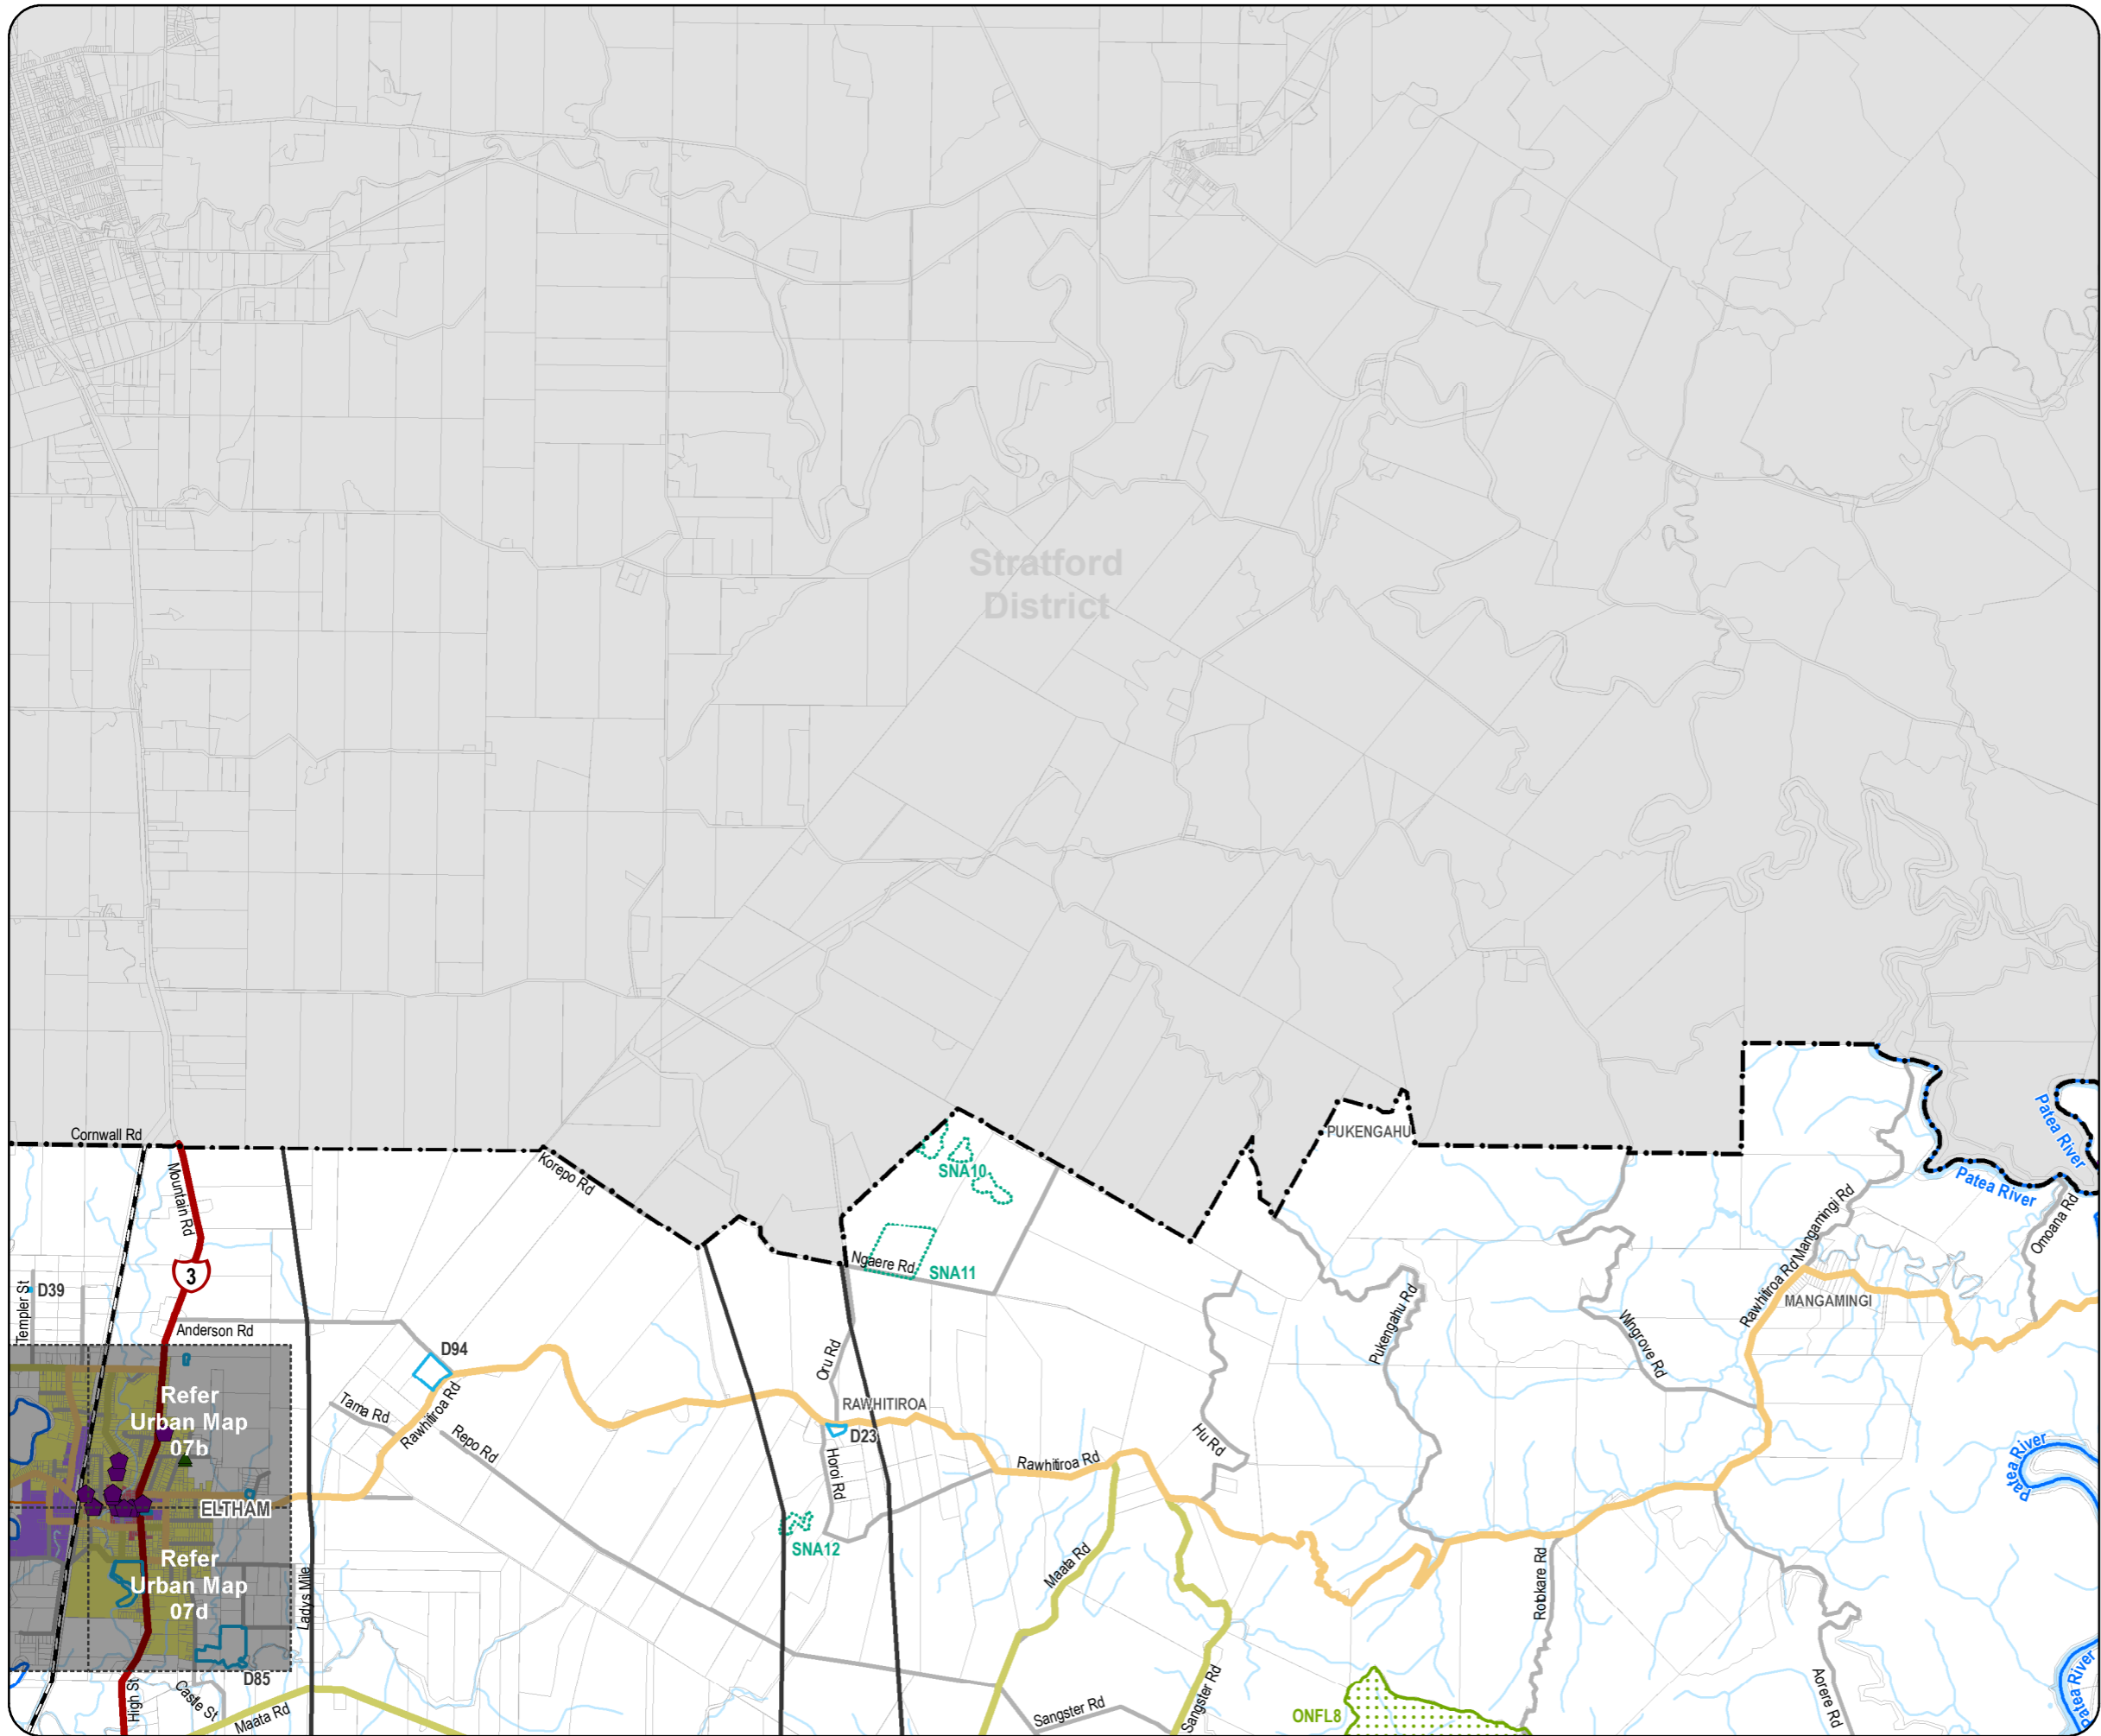 Stratford
District
Cornwall Rd
Mountain Rd
3
Korepo Rd
PUKENGAHU
Patea River
Patea River
SNA10
SNA11
Ngaere Rd
Omoana Rd
Rawhitiroa Rd
Mangamingi Rd
MANGAMINGI
Templer St
D39
Anderson Rd
D94
Oru Rd
RAWHITIROA
D23
Pukengahu Rd
Wingrove Rd
Tama Rd
Rawhitiroa Rd
Repo Rd
Horoi Rd
Rawhitiroa Rd
Hu Rd
Patea River
Patea River
Refer
Urban Map
07b
ELTHAM
Refer
Urban Map
07d
SNA12
Ladys Mile
Maata Rd
Robkare Rd
D85
High St
Castle St
Maata Rd
Sangster Rd
Sangster Rd
ONFL8
Aorere Rd
Patea River